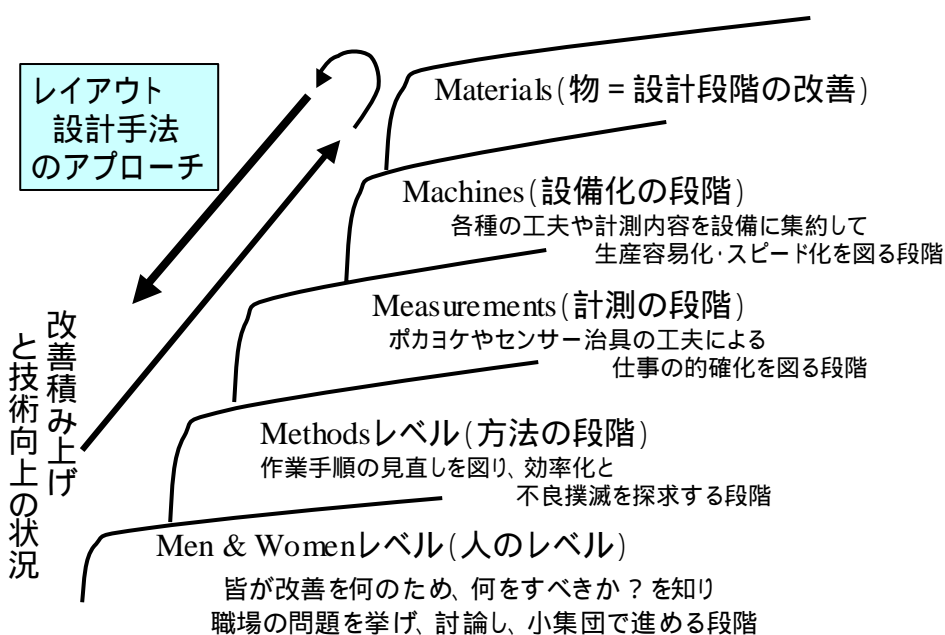 レイアウト
設計手法
のアプローチ
Materials(物 = 設計段階の改善)
Machines(設備化の段階)
各種の工夫や計測内容を設備に集約して
生産容易化・スピード化を図る段階
Measurements(計測の段階)
ポカヨケやセンサー治具の工夫による
仕事の的確化を図る段階
Methodsレベル(方法の段階)
作業手順の見直しを図り、効率化と
不良撲滅を探求する段階
Men & Womenレベル(人のレベル)
皆が改善を何のため、何をすべきか?を知り
職場の問題を挙げ、討論し、小集団で進める段階
改善積み上げ
と技術向上の状況